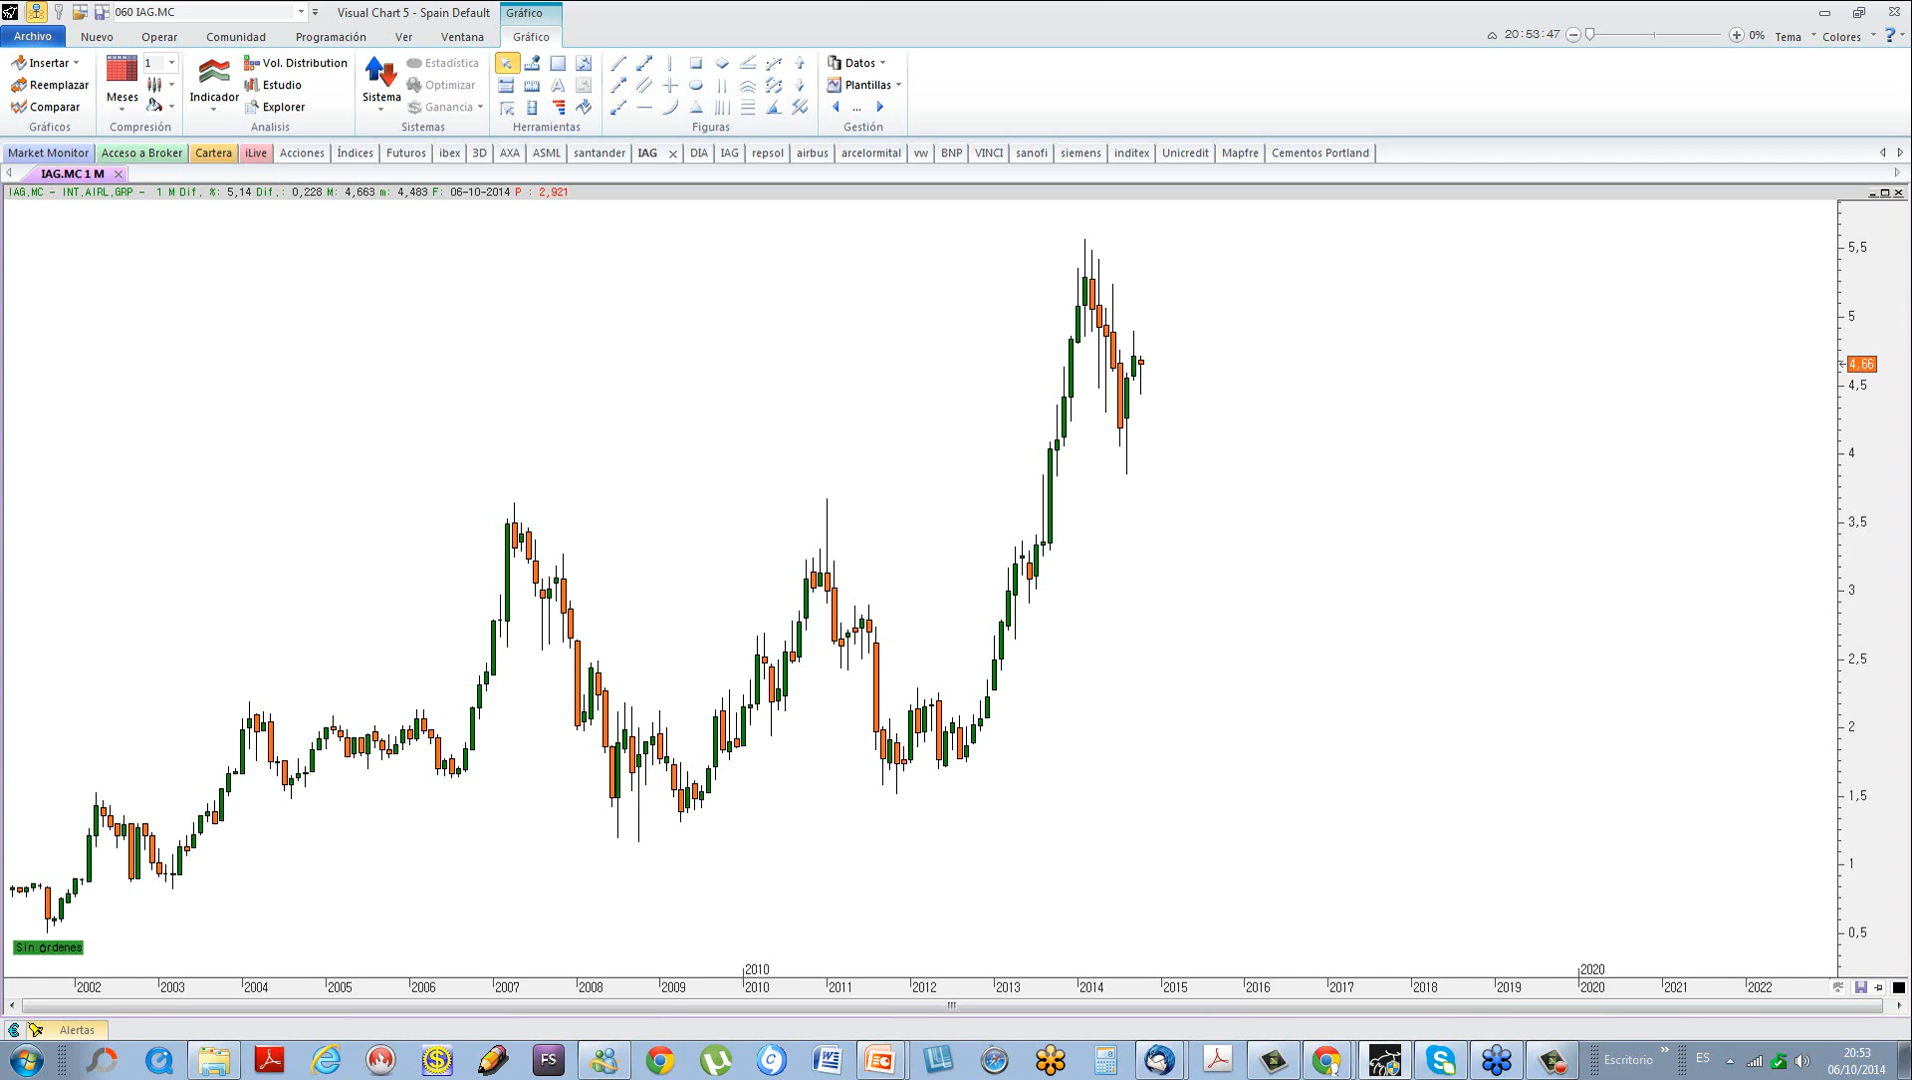 060 IAG.MC
Visual Chart 5 - Spain Default
Gráfico
Archivo Nuevo Operar Comunidad Programación Ver Ventana Gráfico
20:53:47 0% Tema Colores
Insertar
Reemplazar
Comparar
Gráficos
Meses
1
Compresión
Indicador
Vol. Distribution
Estudio
Explorer
Analisis
Sistema
Estadística
Optimizar
Ganancia
Sistemas
Herramientas
Figuras
Datos
Plantillas
...
Gestión
Market Monitor Acceso a Broker Cartera iLive Acciones Índices Futuros ibex 3D AXA ASML santander IAG DIA IAG repsol airbus arcelormital vw BNP VINCI sanofi siemens inditex Unicredit Mapfre Cementos Portland
IAG.MC 1 M
IAG.MC - INT.AIRL.GRP - 1 M Dif. %: 5,14 Dif.: 0,228 M: 4,663 m: 4,483 F: 06-10-2014 P : 2,921
5,5
5
4,66
4,5
4
3,5
3
2,5
2
1,5
1
0,5
Sin órdenes
2010 2020
2002 2003 2004 2005 2006 2007 2008 2009 2010 2011 2012 2013 2014 2015 2016 2017 2018 2019 2020 2021 2022
Alertas
FS
Escritorio
ES
20:53
06/10/2014